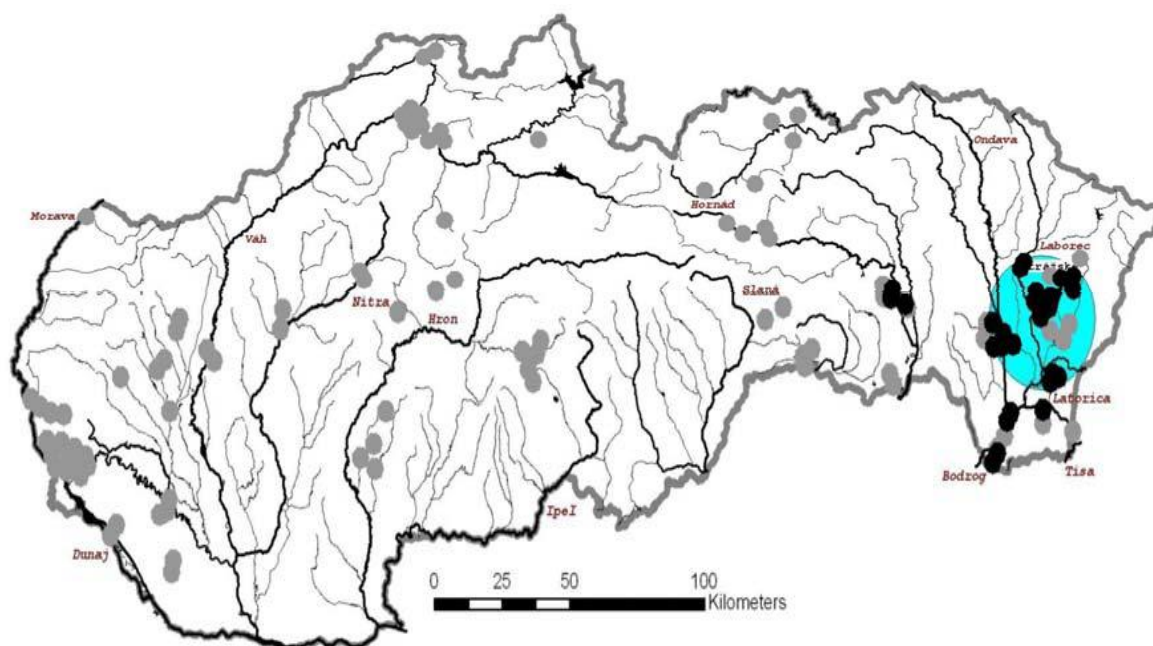 Ondava
Morava
Hornád
Váh
Laborec
Nitra
Slaná
Hron
Latorica
Bodrog
Tisa
Ipeľ
Dunaj
0 25 50 100
Kilometers